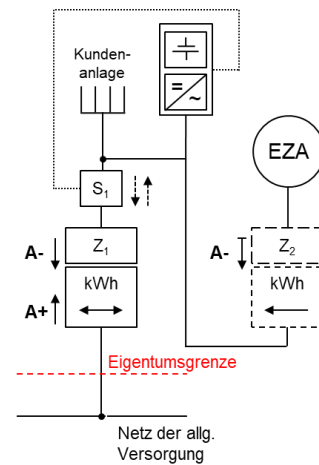 Kunden-
anlage
=
~
EZA
S1
Z1
Z2
A-
A-
kWh
kWh
A+
Eigentumsgrenze
Netz der allg.
Versorgung